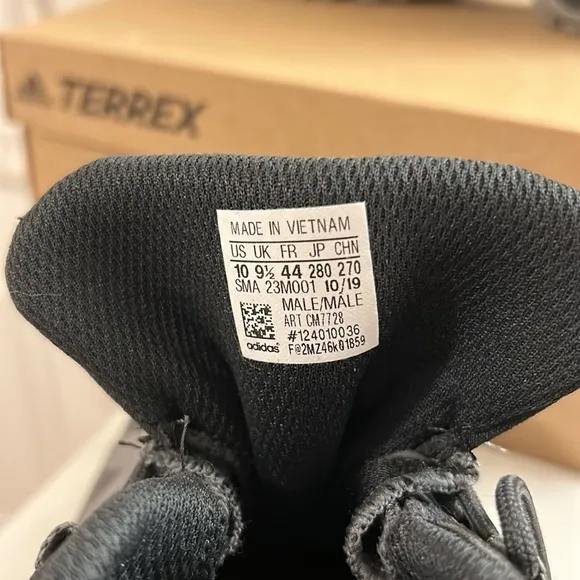 TERREX
MADE IN VIETNAM
US UK FR JP CHN
10 9½ 44 280 270
SMA 23M001 10/19
MALE/MÂLE
ART CM7728
#124010036
adidas F@2MZ46k01859